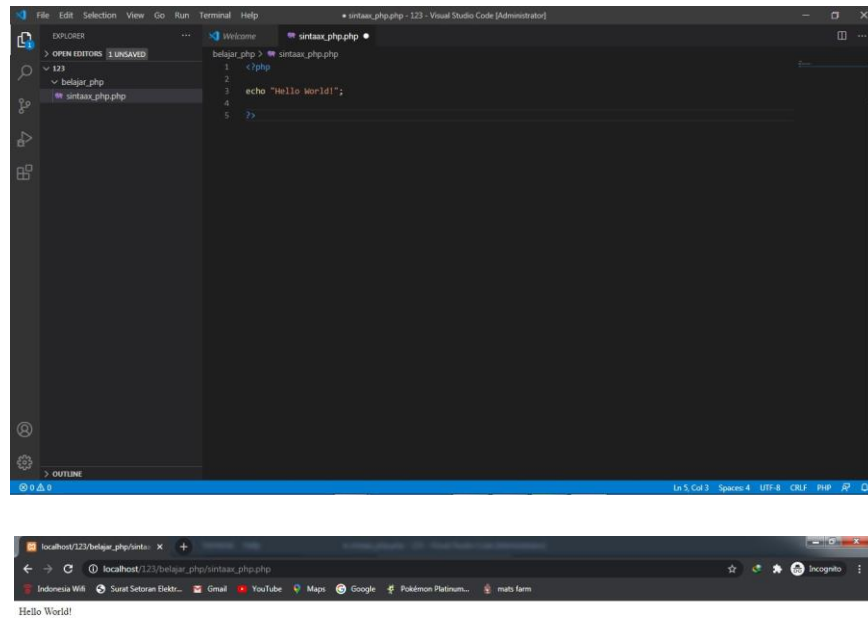 File Edit Selection View Go Run Terminal Help ● sintaax_php.php - 123 - Visual Studio Code [Administrator]
EXPLORER ···
OPEN EDITORS 1 UNSAVED
123
belajar_php
sintaax_php.php
OUTLINE
Welcome sintaax_php.php ●
belajar_php > sintaax_php.php
1 <?php
2
3 echo "Hello World!";
4
5 ?>
0 0 Ln 5, Col 3 Spaces: 4 UTF-8 CRLF PHP
localhost/123/belajar_php/sinta
localhost/123/belajar_php/sintaax_php.php Incognito
Indonesia Wifi Surat Setoran Elektr... Gmail YouTube Maps Google Pokémon Platinum... mats farm
Hello World!